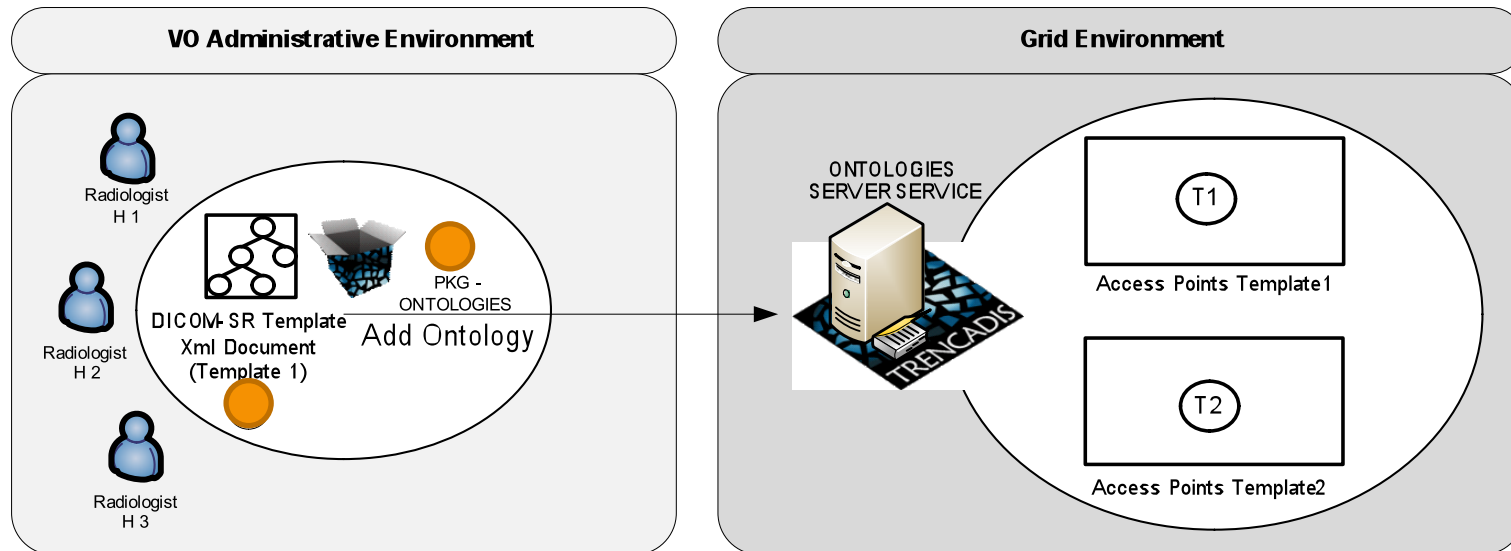 VO Administrative Environment
Radiologist
H 1
Radiologist
H 2
Radiologist
H 3
PKG -
ONTOLOGIES
DICOM-SR Template
Xml Document
(Template 1)
Add Ontology
Grid Environment
ONTOLOGIES
SERVER SERVICE
TRENCADIS
T1
Access Points Template1
T2
Access Points Template2